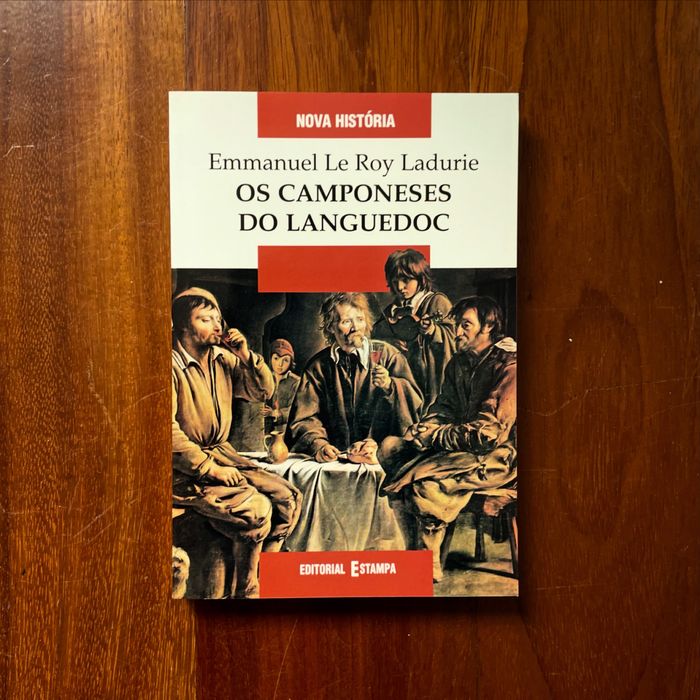 NOVA HISTÓRIA
Emmanuel Le Roy Ladurie
OS CAMPONESES
DO LANGUEDOC
EDITORIAL ESTAMPA